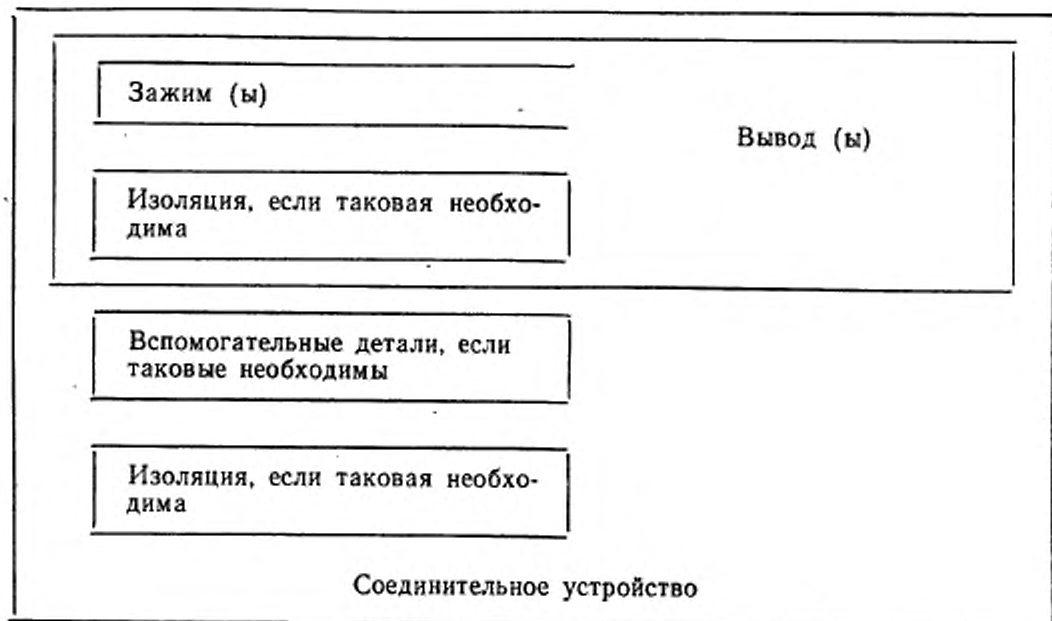 Зажим (ы)
Вывод (ы)
Изоляция, если таковая необхо-
дима
Вспомогательные детали, если
таковые необходимы
Изоляция, если таковая необхо-
дима
Соединительное устройство